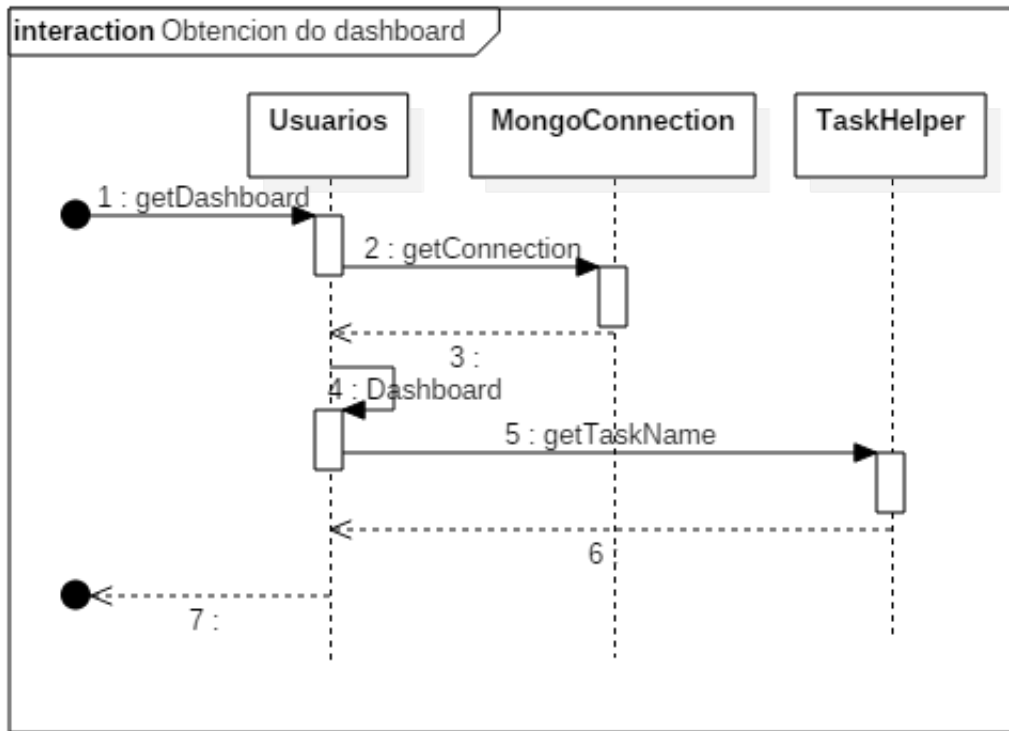 interaction Obtencion do dashboard
Usuarios
MongoConnection
TaskHelper
1 : getDashboard
2 : getConnection
3 :
4 : Dashboard
5 : getTaskName
6
7 :